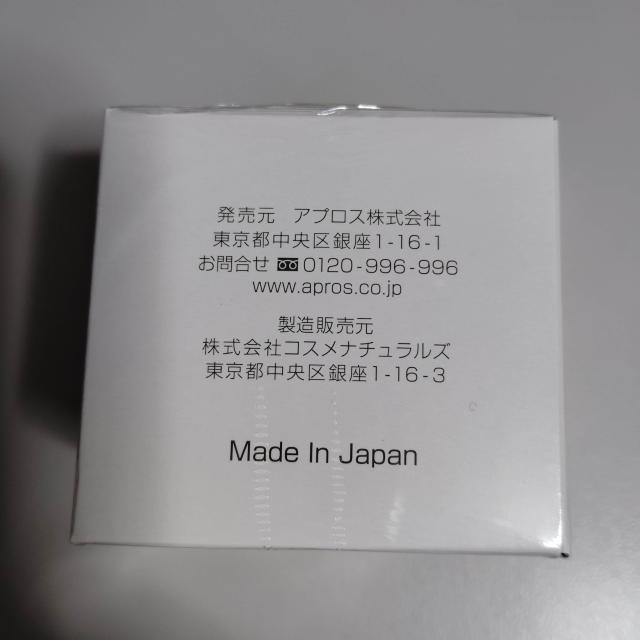 発売元　アプロス株式会社
東京都中央区銀座1-16-1
お問合せ 0120-996-996
www.apros.co.jp
製造販売元
株式会社コスメナチュラルズ
東京都中央区銀座1-16-3
Made In Japan